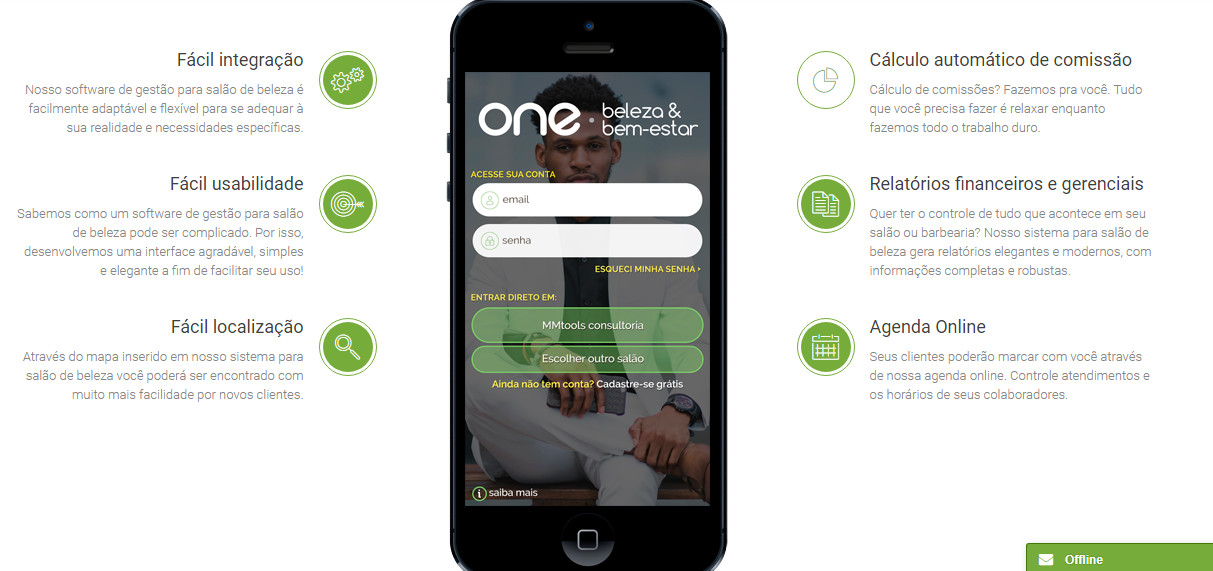 Fácil integração
Nosso software de gestão para salão de beleza é
facilmente adaptável e flexível para se adequar à
sua realidade e necessidades específicas.
Fácil usabilidade
Sabemos como um software de gestão para salão
de beleza pode ser complicado. Por isso,
desenvolvemos uma interface agradável, simples
e elegante a fim de facilitar seu uso!
Fácil localização
Através do mapa inserido em nosso sistema para
salão de beleza você poderá ser encontrado com
muito mais facilidade por novos clientes.
one
beleza &
bem-estar
ACESSE SUA CONTA
email
senha
ESQUECI MINHA SENHA ›
ENTRAR DIRETO EM:
MMtools consultoria
Escolher outro salão
Ainda não tem conta? Cadastre-se grátis
saiba mais
Cálculo automático de comissão
Cálculo de comissões? Fazemos pra você. Tudo
que você precisa fazer é relaxar enquanto
fazemos todo o trabalho duro.
Relatórios financeiros e gerenciais
Quer ter o controle de tudo que acontece em seu
salão ou barbearia? Nosso sistema para salão de
beleza gera relatórios elegantes e modernos, com
informações completas e robustas.
Agenda Online
Seus clientes poderão marcar com você através
de nossa agenda online. Controle atendimentos e
os horários de seus colaboradores.
Offline